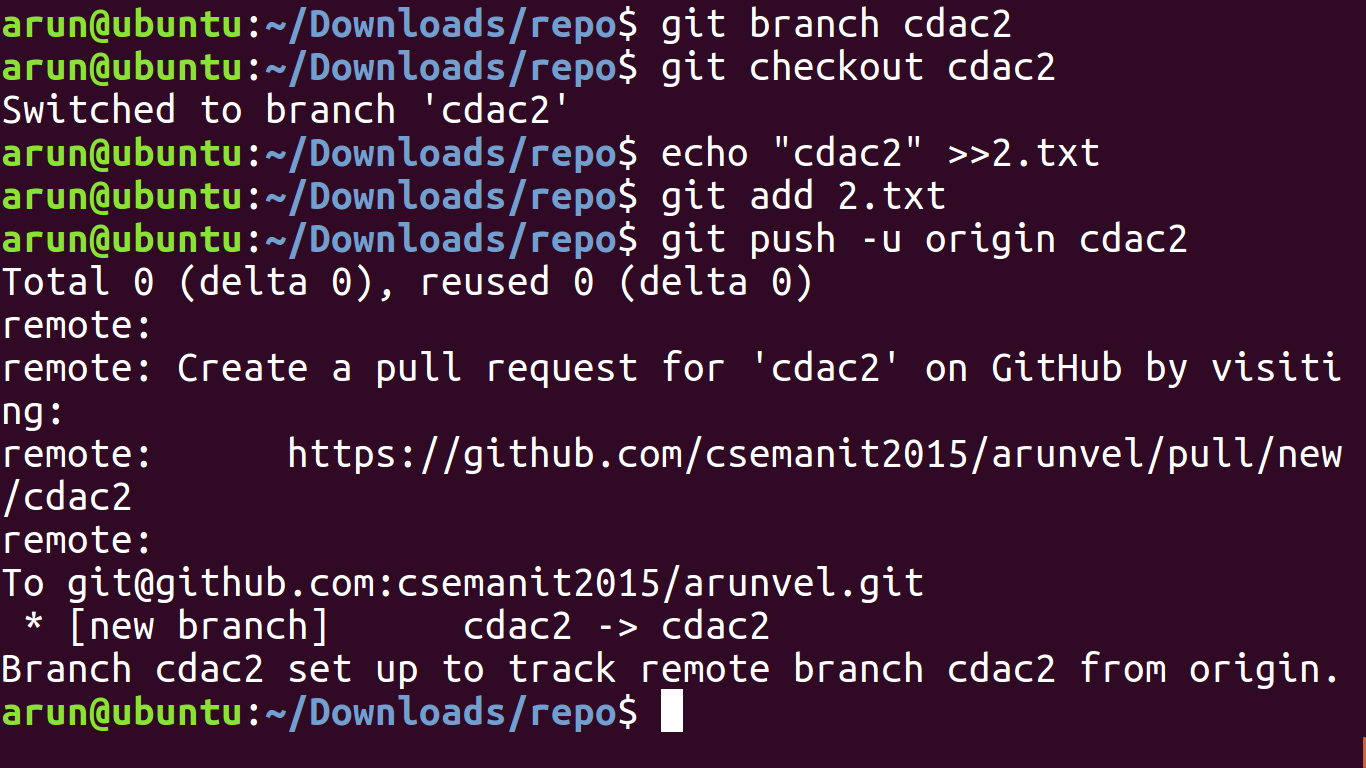 arun@ubuntu:~/Downloads/repo$ git branch cdac2
arun@ubuntu:~/Downloads/repo$ git checkout cdac2
Switched to branch 'cdac2'
arun@ubuntu:~/Downloads/repo$ echo "cdac2" >>2.txt
arun@ubuntu:~/Downloads/repo$ git add 2.txt
arun@ubuntu:~/Downloads/repo$ git push -u origin cdac2
Total 0 (delta 0), reused 0 (delta 0)
remote:
remote: Create a pull request for 'cdac2' on GitHub by visiti
ng:
remote:      https://github.com/csemanit2015/arunvel/pull/new
/cdac2
remote:
To git@github.com:csemanit2015/arunvel.git
 * [new branch]      cdac2 -> cdac2
Branch cdac2 set up to track remote branch cdac2 from origin.
arun@ubuntu:~/Downloads/repo$